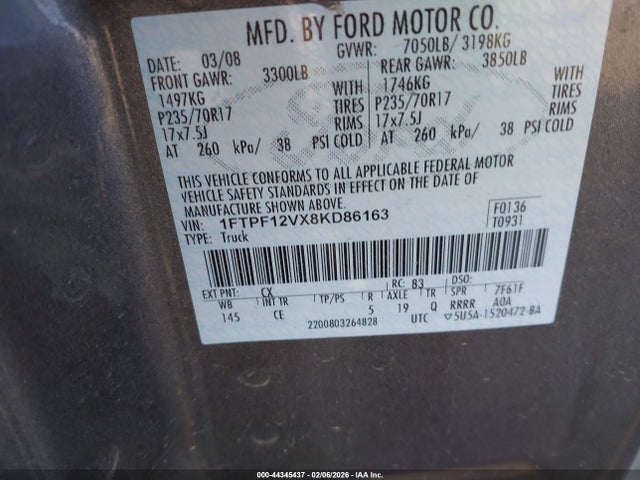 MFD. BY FORD MOTOR CO.
DATE: 03/08 GVWR: 7050LB/ 3198KG
FRONT GAWR: 3300LB REAR GAWR: 3850LB
1497KG WITH 1746KG WITH
P235/70R17 TIRES P235/70R17 TIRES
17x7.5J RIMS 17x7.5J RIMS
AT 260 kPa/ 38 PSI COLD AT 260 kPa/ 38 PSI COLD
THIS VEHICLE CONFORMS TO ALL APPLICABLE FEDERAL MOTOR
VEHICLE SAFETY STANDARDS IN EFFECT ON THE DATE OF
MANUFACTURE SHOWN ABOVE.
VIN: 1FTPF12VX8KD86163 F0136
TYPE: Truck T0931
EXT PNT: CX RC: 83 DSO:
WB INT TR TP/PS R AXLE TR SPR 7F61F
145 CE 5 19 Q RRRR AOA
2200803264828 UTC 5U5A-1520472-BA
000-44345437 - 02/06/2026 - IAA Inc.